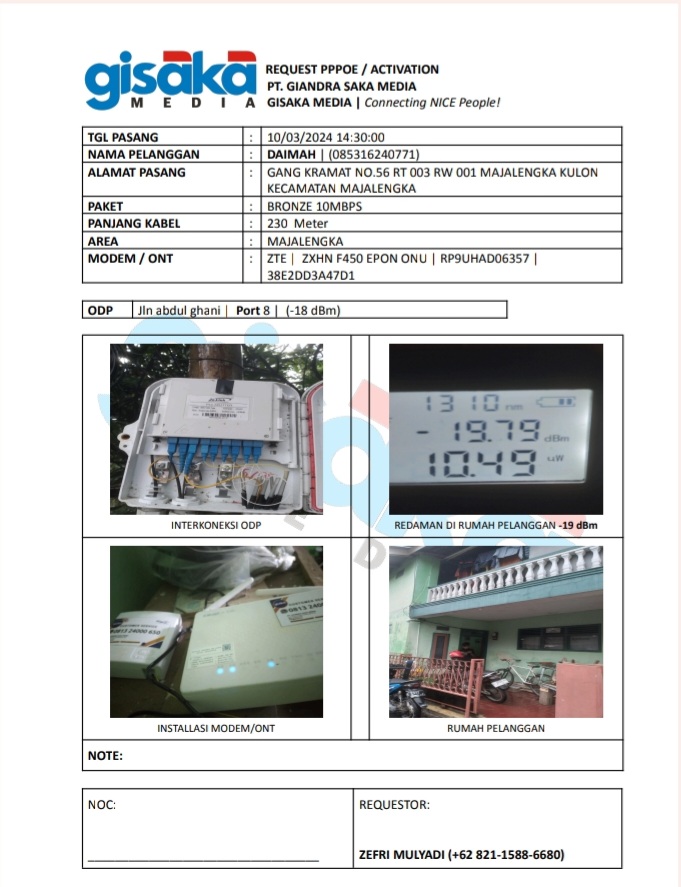 gisaka
MEDIA
REQUEST PPPOE / ACTIVATION
PT. GIANDRA SAKA MEDIA
GISAKA MEDIA | Connecting NICE People!
TGL PASANG : 10/03/2024 14:30:00
NAMA PELANGGAN : DAIMAH | (085316240771)
ALAMAT PASANG : GANG KRAMAT NO.56 RT 003 RW 001 MAJALENGKA KULON
KECAMATAN MAJALENGKA
PAKET : BRONZE 10MBPS
PANJANG KABEL : 230 Meter
AREA : MAJALENGKA
MODEM / ONT : ZTE | ZXHN F450 EPON ONU | RP9UHAD06357 |
38E2DD3A47D1
ODP Jln abdul ghani | Port 8 | (-18 dBm)
1310 nm
-19.79 dBm
10.49 uW
INTERKONEKSI ODP
REDAMAN DI RUMAH PELANGGAN -19 dBm
0813 24000 650
0813 2400
INSTALLASI MODEM/ONT
RUMAH PELANGGAN
NOTE:
NOC:
REQUESTOR:
ZEFRI MULYADI (+62 821-1588-6680)